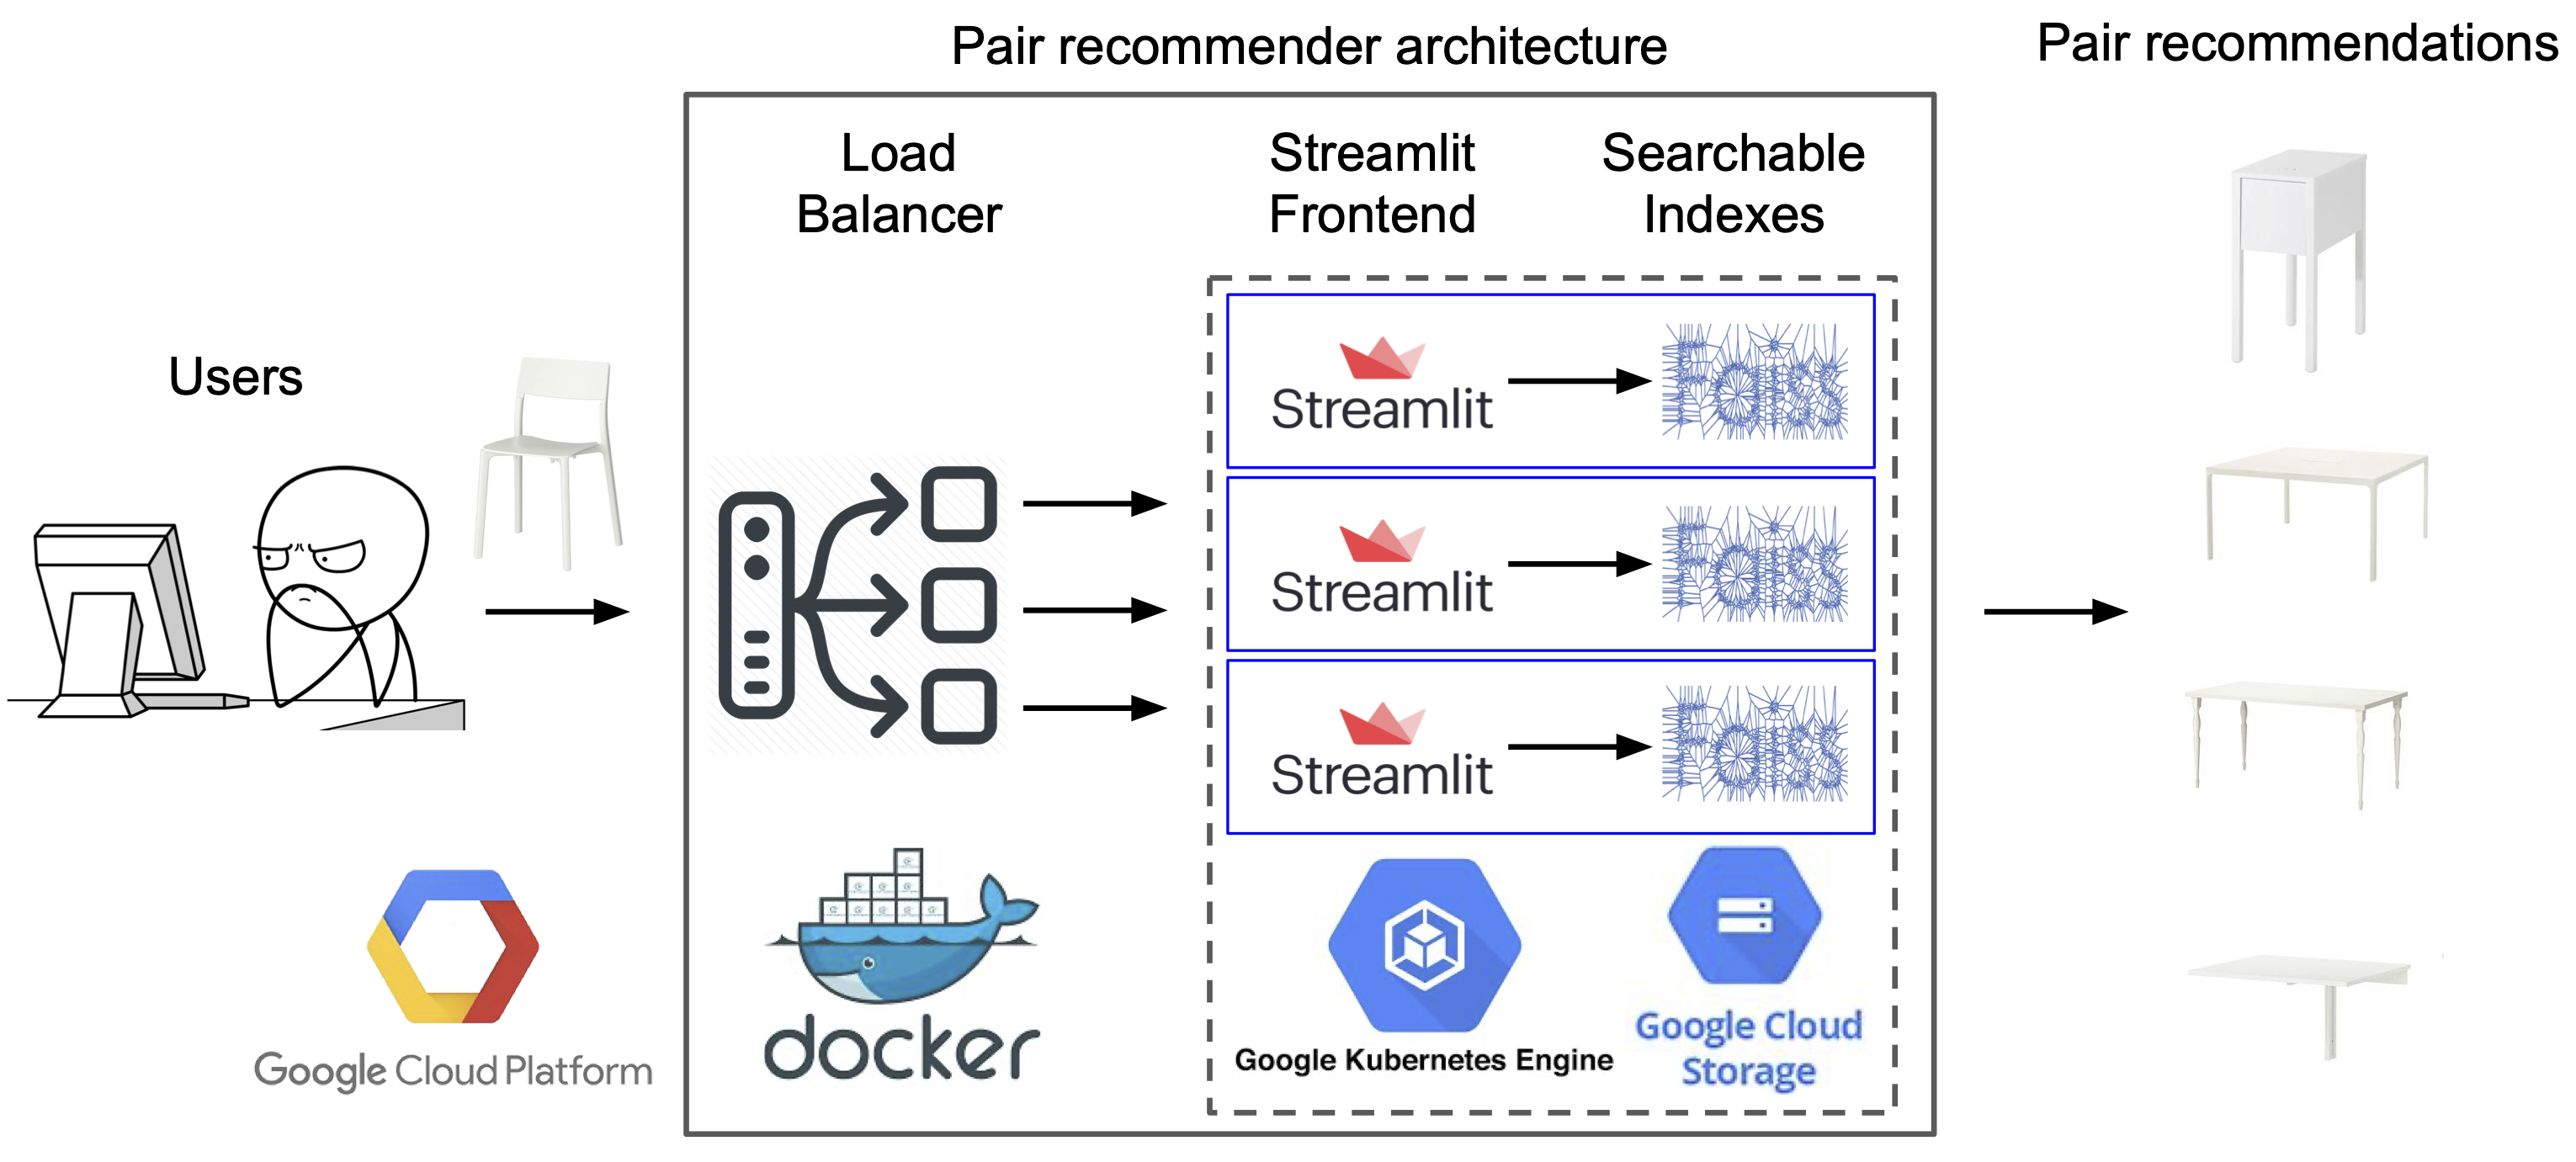 Pair recommender architecture
Pair recommendations
Load
Balancer
Streamlit
Frontend
Searchable
Indexes
Users
Streamlit
Faiss
Streamlit
Faiss
Streamlit
Faiss
Google Cloud Platform
docker
Google Kubernetes Engine
Google Cloud
Storage